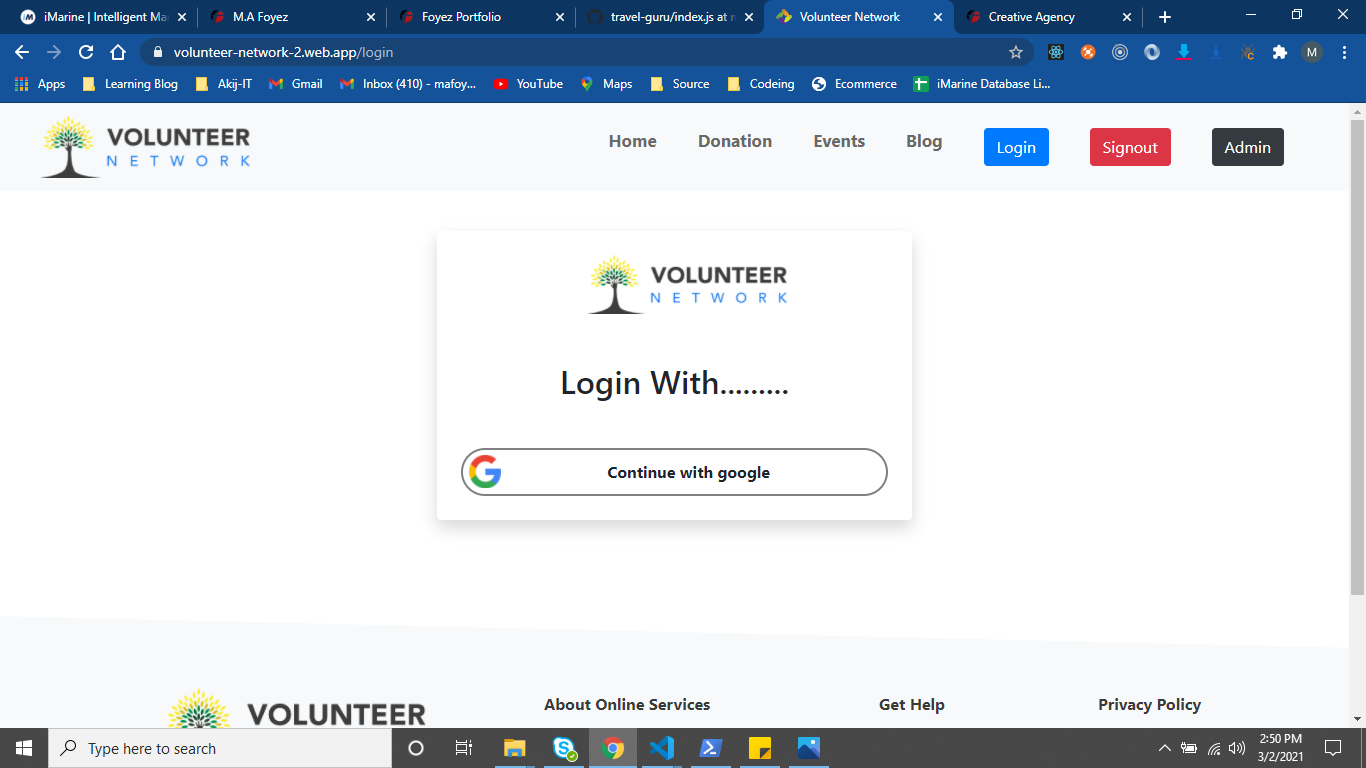 iMarine | Intelligent Ma
M.A Foyez
Foyez Portfolio
travel-guru/index.js at m
Volunteer Network
Creative Agency
volunteer-network-2.web.app/login
M
Apps
Learning Blog
Akij-IT
Gmail
Inbox (410) - mafoy...
YouTube
Maps
Source
Codeing
Ecommerce
iMarine Database Li...
VOLUNTEER
NETWORK
Home
Donation
Events
Blog
Login
Signout
Admin
VOLUNTEER
NETWORK
Login With.........
Continue with google
VOLUNTEER
About Online Services
Get Help
Privacy Policy
Type here to search
2:50 PM
3/2/2021